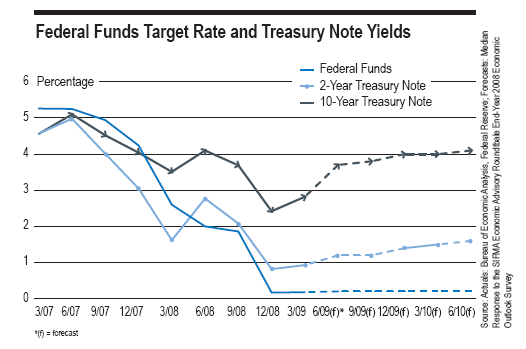 Federal Funds Target Rate and Treasury Note Yields
6 Percentage
Federal Funds
2-Year Treasury Note
10-Year Treasury Note
5
4
3
2
1
0
3/07 6/07 9/07 12/07 3/08 6/08 9/08 12/08 3/09 6/09(f)* 9/09(f) 12/09(f) 3/10(f) 6/10(f)
*(f) = forecast
Source: Actuals: Bureau of Economic Analysis, Federal Reserve; Forecasts: Median
Response to the SIFMA Economic Advisory Roundtable End-Year 2008 Economic
Outlook Survey